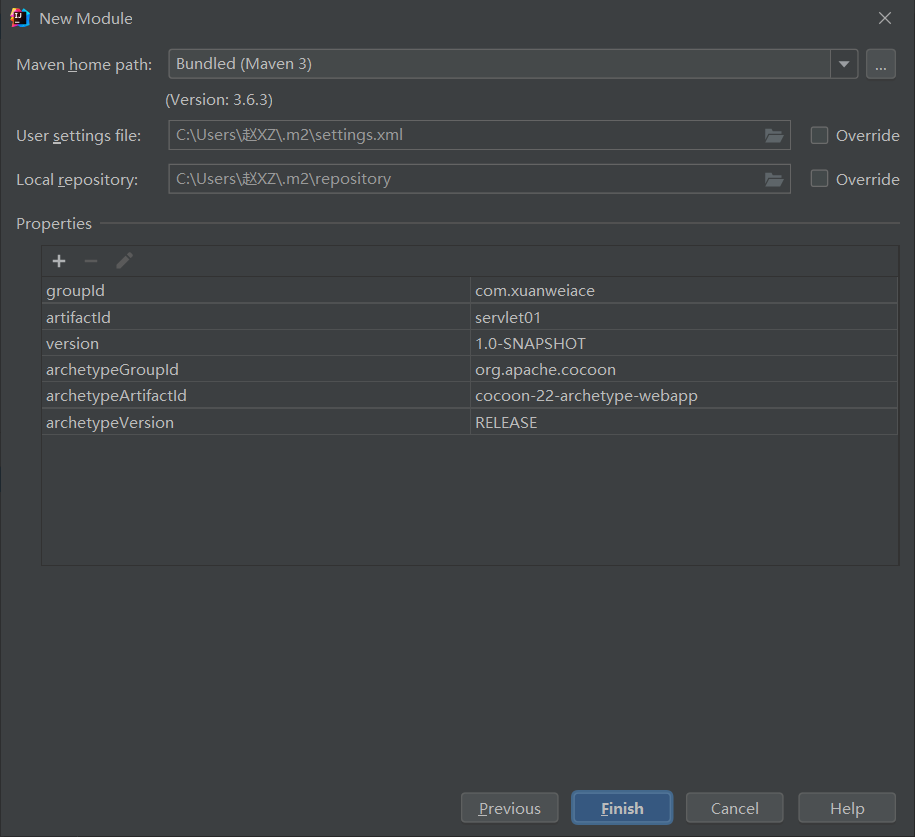 New Module
Maven home path: Bundled (Maven 3) ...
(Version: 3.6.3)
User settings file: C:\Users\赵XZ\.m2\settings.xml Override
Local repository: C:\Users\赵XZ\.m2\repository Override
Properties
groupId com.xuanweiace
artifactId servlet01
version 1.0-SNAPSHOT
archetypeGroupId org.apache.cocoon
archetypeArtifactId cocoon-22-archetype-webapp
archetypeVersion RELEASE
Previous Finish Cancel Help